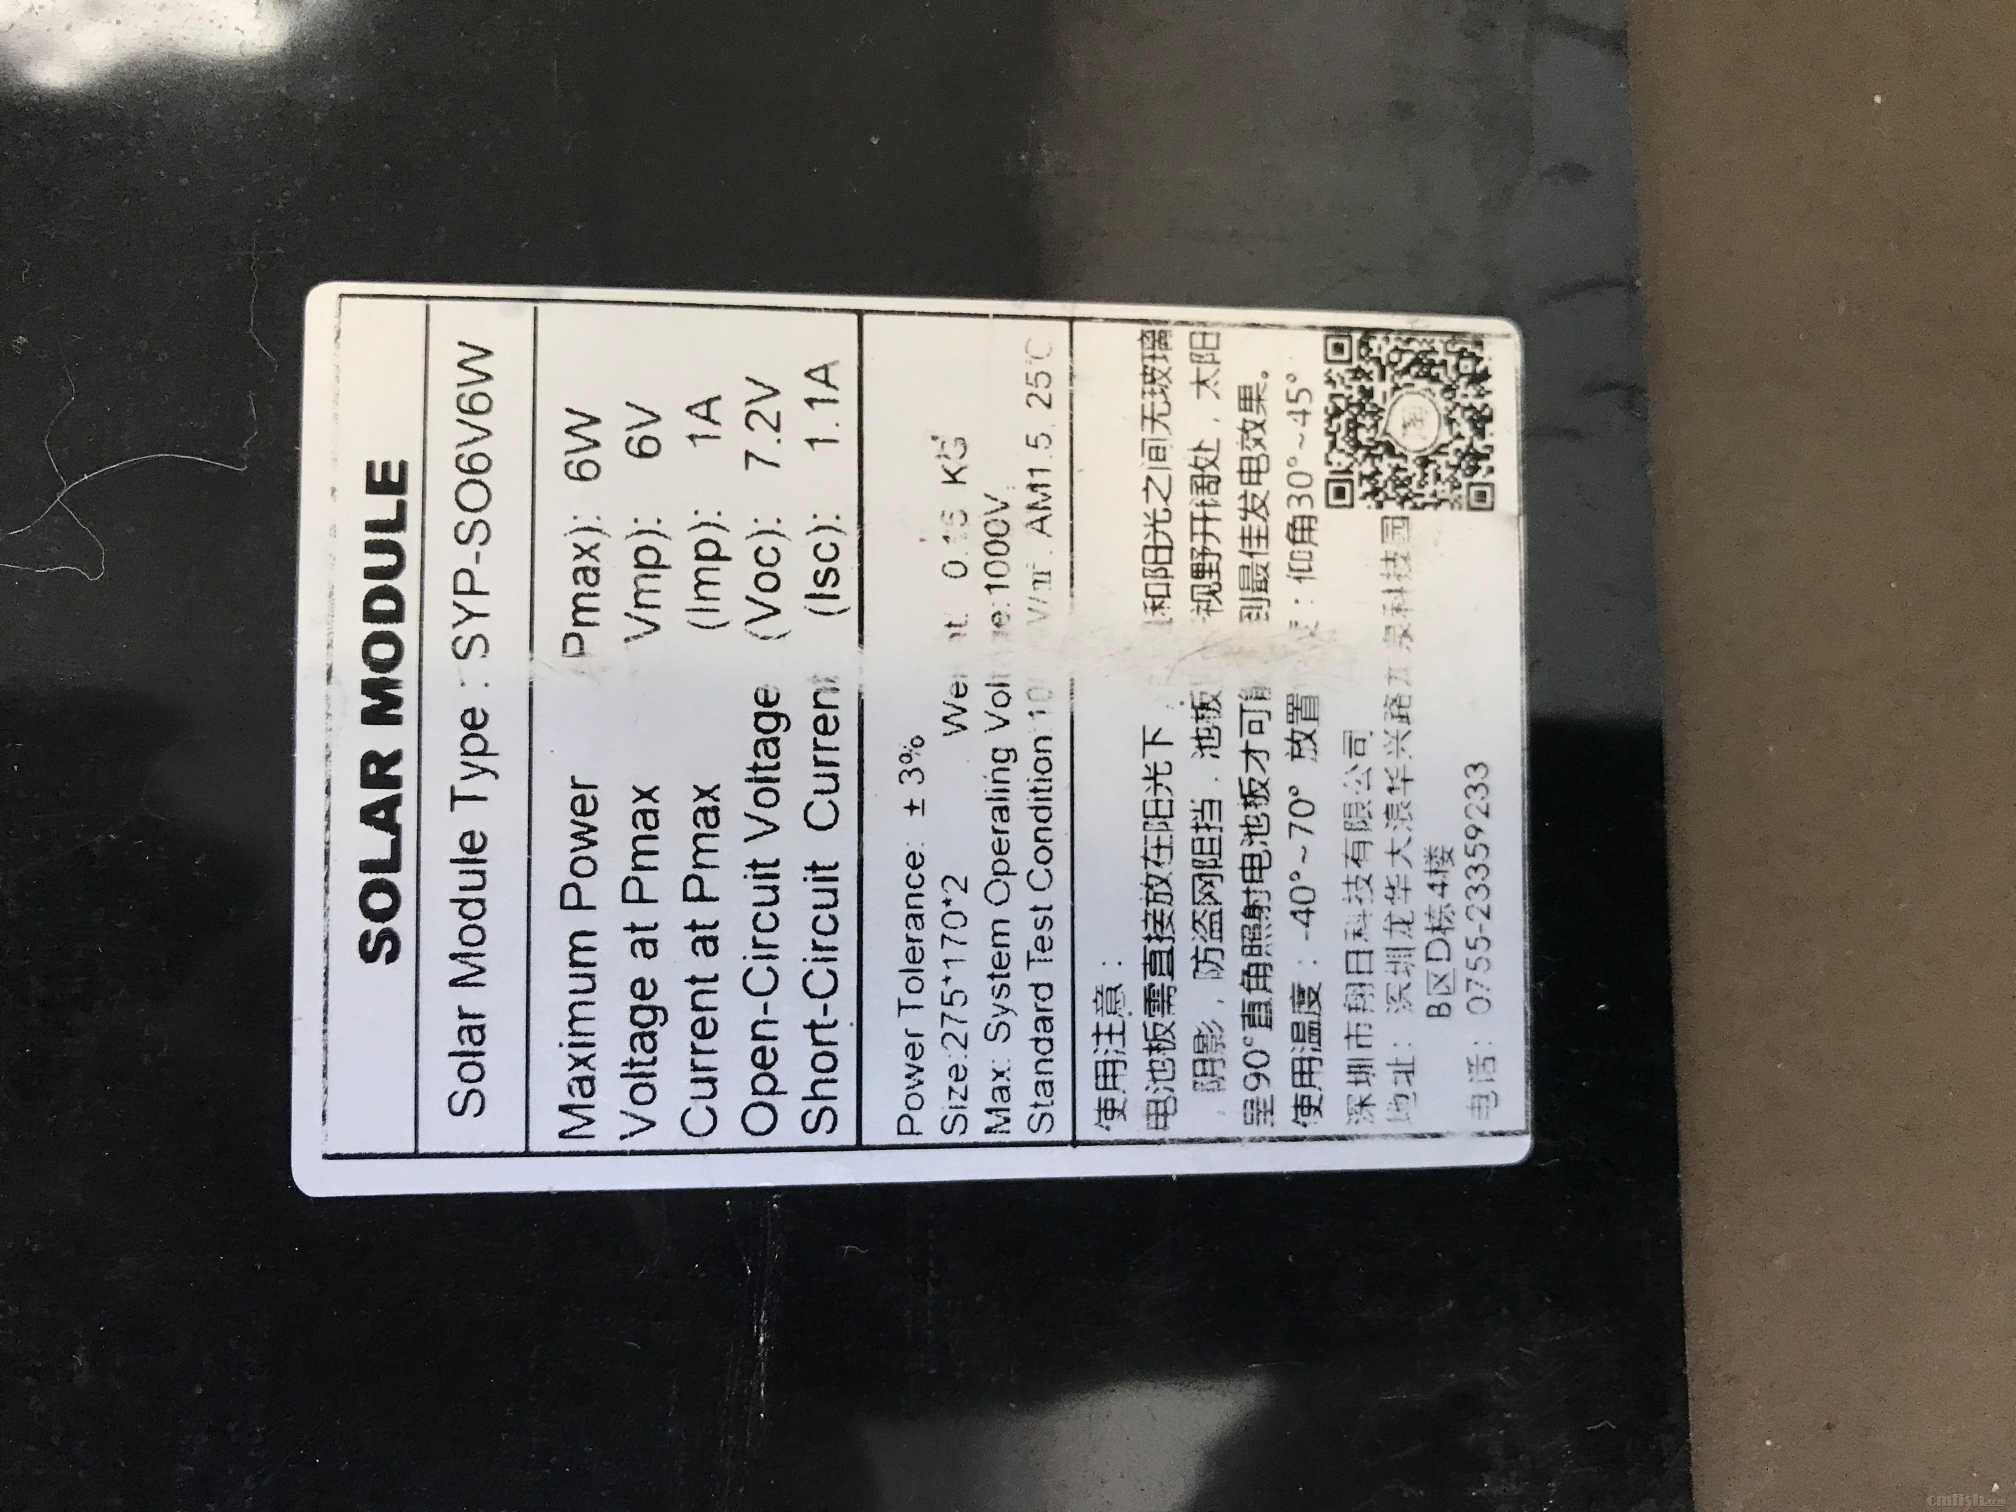 SOLAR MODULE
Solar Module Type : SYP-SO6V6W
Maximum Power Pmax): 6W
Voltage at Pmax Vmp): 6V
Current at Pmax (Imp): 1A
Open-Circuit Voltage (Voc): 7.2V
Short-Circuit Current (Isc): 1.1A
Power Tolerance: ± 3%
Size:275*170*2 KG
Max: System Operaling 1000V
Standard Test Condition AM1.5, 25℃
使用注意：
电池板需直接放在阳光下 和阳光之间无玻璃
，阴影，防盗网阻挡．池板 视野开阔处，太阳
呈90°直角照射电池板才可能 到最佳发电效果。
使用温度：-40°~70° 放置 ：仰角30°~45°
深圳市翔日科技有限公司
地址：深圳龙华大浪华兴路 泉科技园
B区D栋4楼
电话：0755-23359233
cmfish